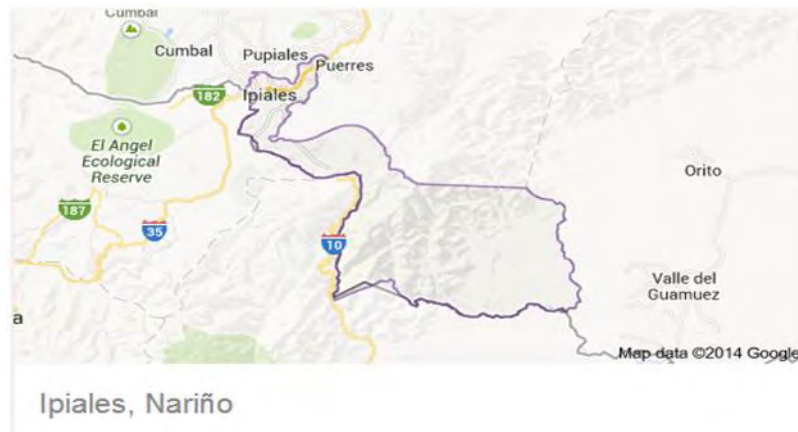 Cumbal
Cumbal
Pupiales
Puerres
182
Ipiales
El Angel
Ecological
Reserve
Orito
187
35
10
Valle del
Guamuez
a
Map data ©2014 Google
Ipiales, Nariño